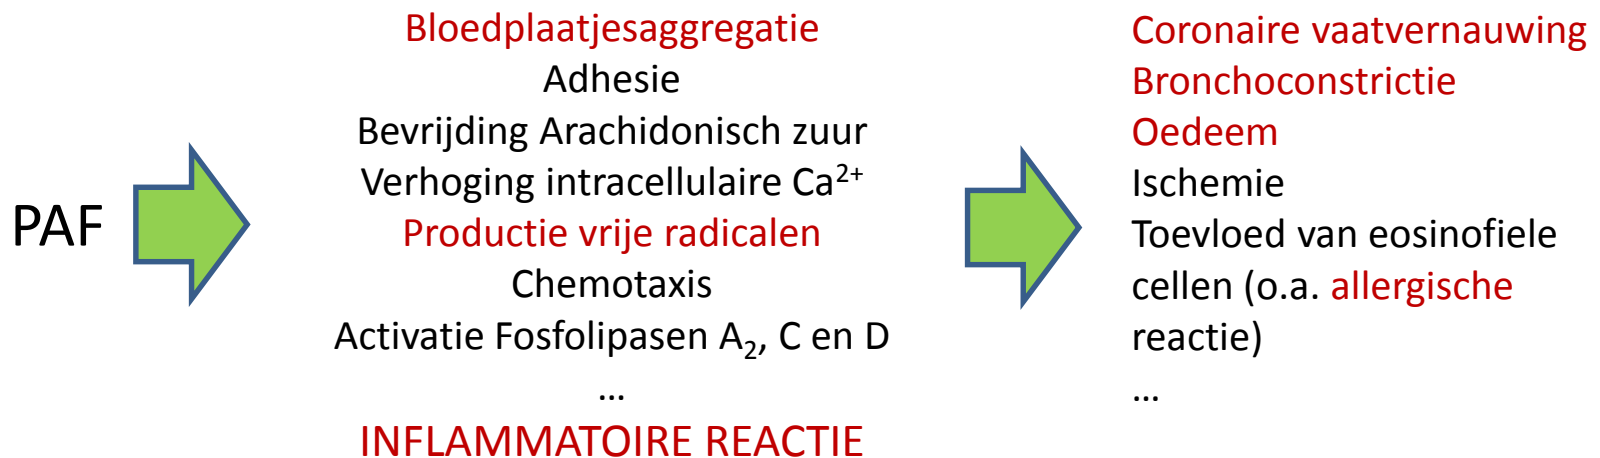 PAF
Bloedplaatjesaggregatie
Adhesie
Bevrijding Arachidonisch zuur
Verhoging intracellulaire Ca²⁺
Productie vrije radicalen
Chemotaxis
Activatie Fosfolipasen A₂, C en D
...
INFLAMMATOIRE REACTIE
Coronaire vaatvernauwing
Bronchoconstrictie
Oedeem
Ischemie
Toevloed van eosinofiele
cellen (o.a. allergische
reactie)
...